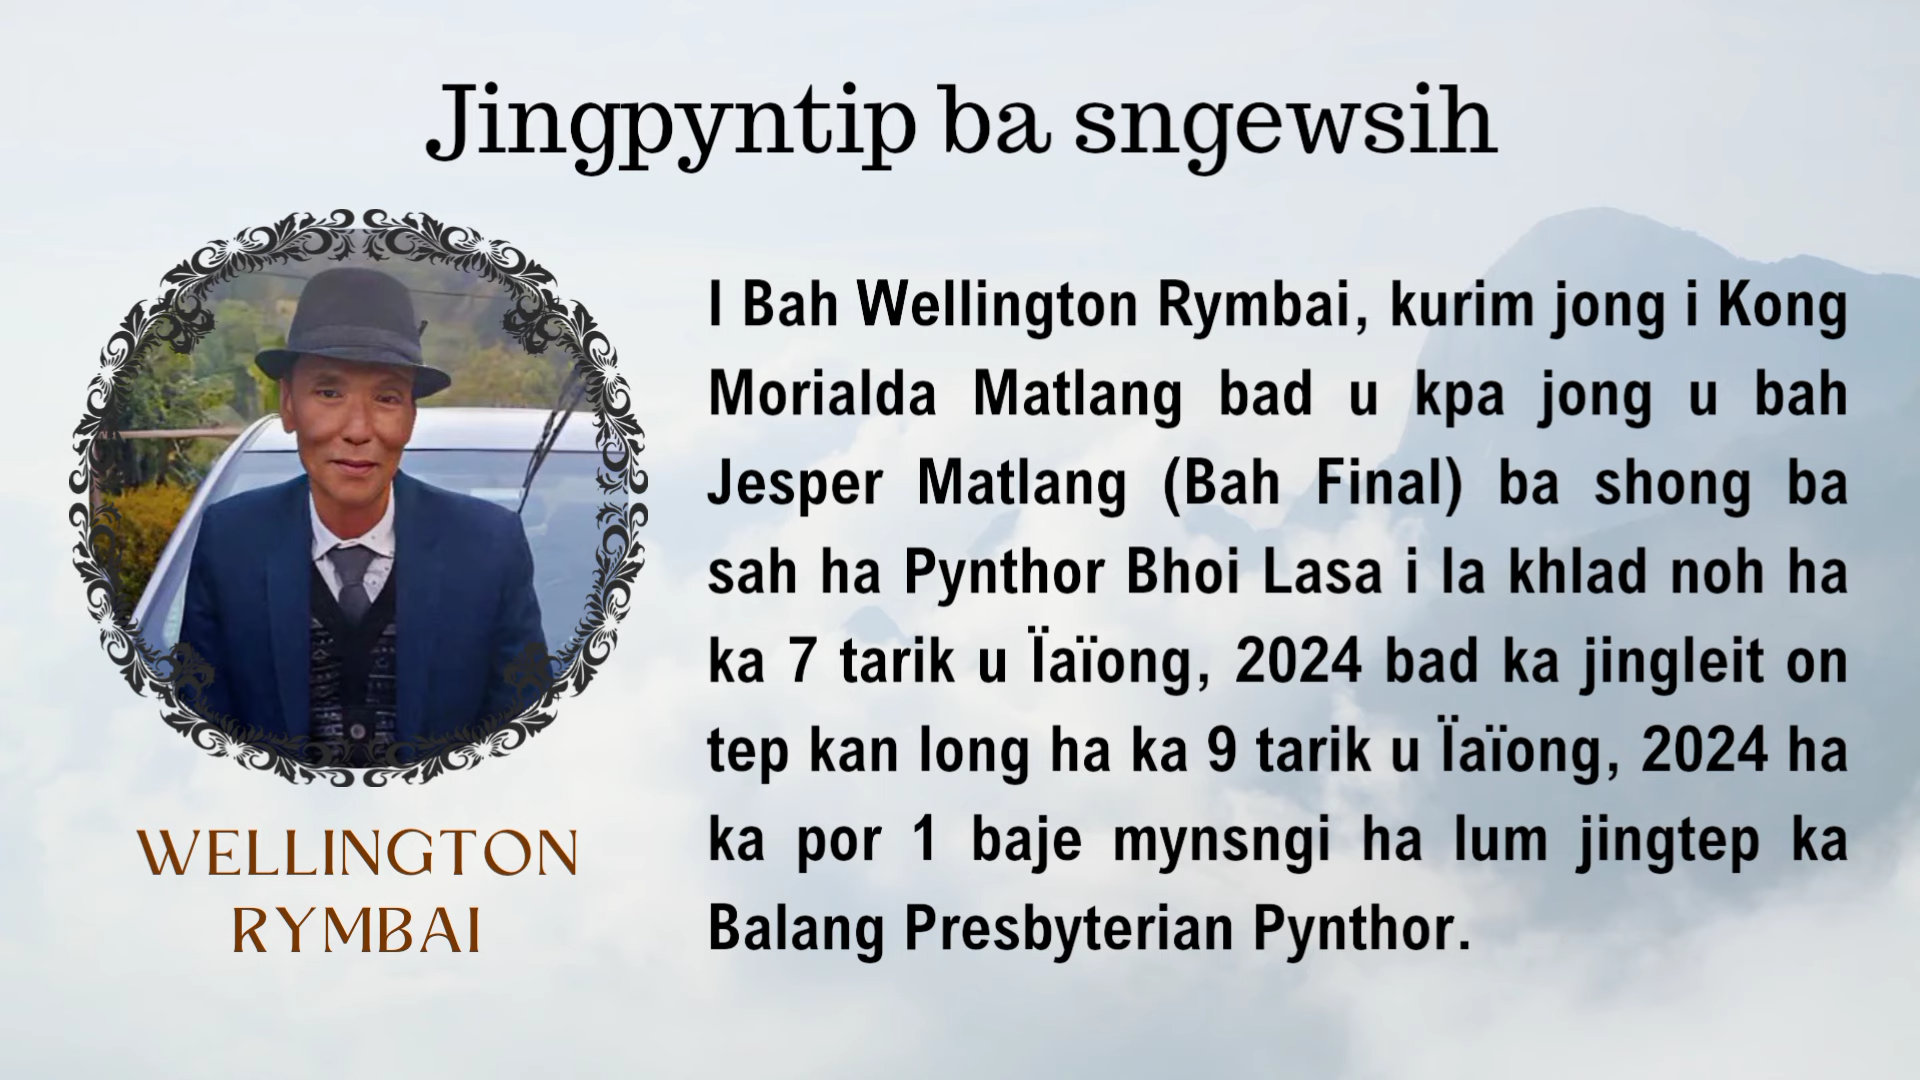 Jingpyntip ba sngewsih
I Bah Wellington Rymbai, kurim jong i Kong
Morialda Matlang bad u kpa jong u bah
Jesper Matlang (Bah Final) ba shong ba
sah ha Pynthor Bhoi Lasa i la khlad noh ha
ka 7 tarik u Ïaïong, 2024 bad ka jingleit on
tep kan long ha ka 9 tarik u Ïaïong, 2024 ha
ka por 1 baje mynsngi ha lum jingtep ka
Balang Presbyterian Pynthor.
WELLINGTON
RYMBAI